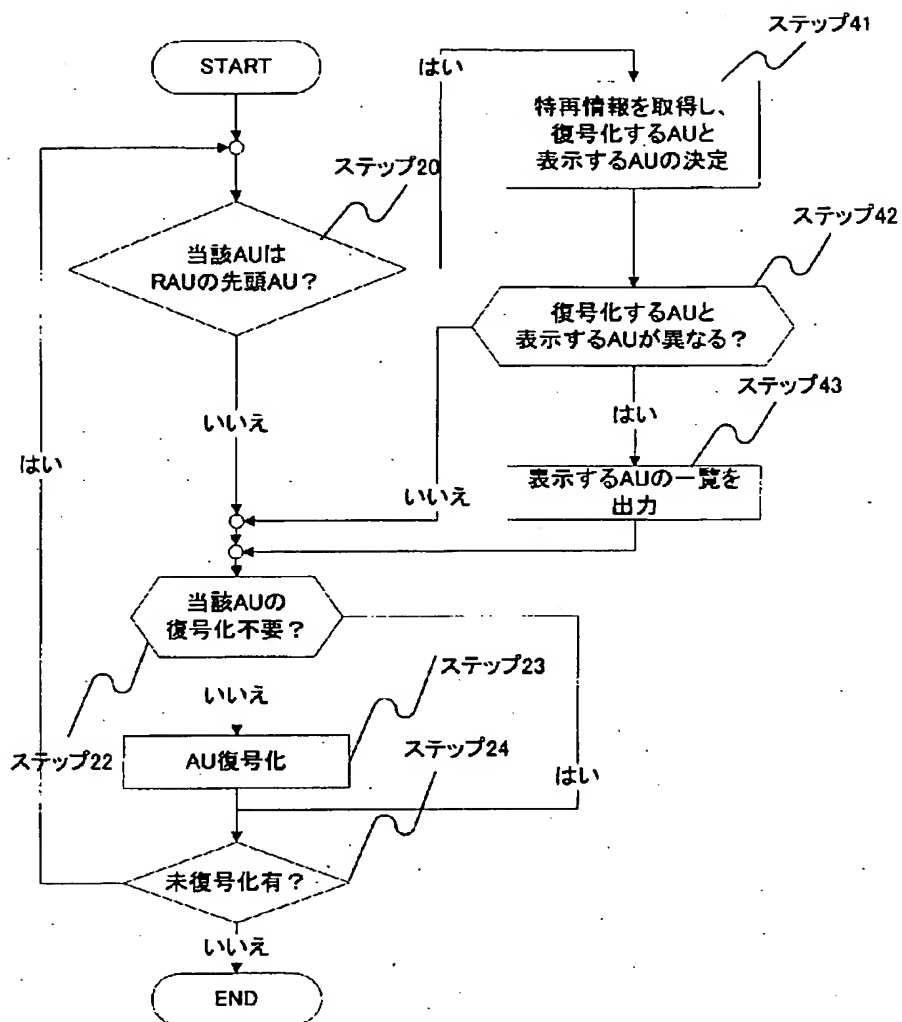 START
ステップ20
当該AUは
RAUの先頭AU？
いいえ
はい
ステップ41
特再情報を取得し、
復号化するAUと
表示するAUの決定
ステップ42
復号化するAUと
表示するAUが異なる？
はい
ステップ43
いいえ
表示するAUの一覧を
出力
当該AUの
復号化不要？
ステップ22
いいえ
はい
ステップ23
AU復号化
ステップ24
未復号化有？
はい
いいえ
END